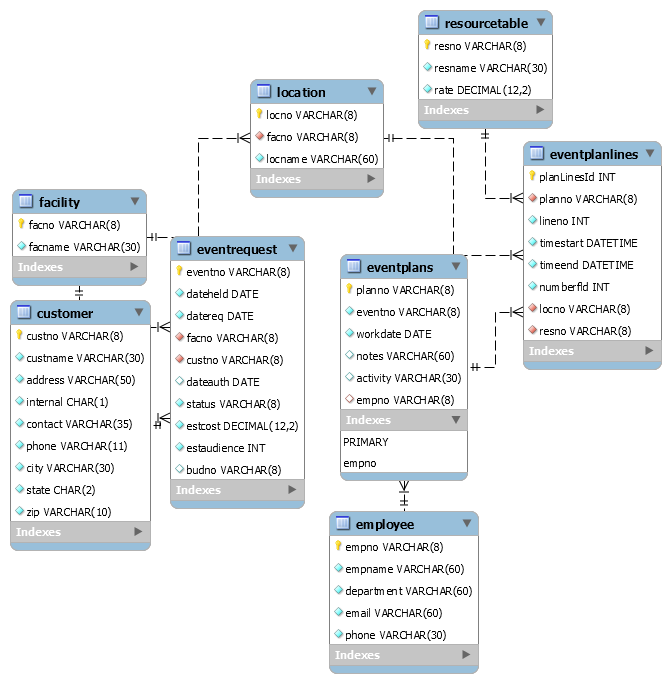 resourcetable
resno VARCHAR(8)
resname VARCHAR(30)
rate DECIMAL(12,2)
Indexes
location
locno VARCHAR(8)
facno VARCHAR(8)
locname VARCHAR(60)
Indexes
eventplanlines
planLinesId INT
planno VARCHAR(8)
lineno INT
timestart DATETIME
timeend DATETIME
numberfld INT
locno VARCHAR(8)
resno VARCHAR(8)
Indexes
facility
facno VARCHAR(8)
facname VARCHAR(30)
Indexes
eventrequest
eventno VARCHAR(8)
dateheld DATE
datereq DATE
facno VARCHAR(8)
custno VARCHAR(8)
dateauth DATE
status VARCHAR(8)
estcost DECIMAL(12,2)
estaudience INT
budno VARCHAR(8)
Indexes
eventplans
planno VARCHAR(8)
eventno VARCHAR(8)
workdate DATE
notes VARCHAR(60)
activity VARCHAR(30)
empno VARCHAR(8)
Indexes
PRIMARY
empno
customer
custno VARCHAR(8)
custname VARCHAR(30)
address VARCHAR(50)
internal CHAR(1)
contact VARCHAR(35)
phone VARCHAR(11)
city VARCHAR(30)
state CHAR(2)
zip VARCHAR(10)
Indexes
employee
empno VARCHAR(8)
empname VARCHAR(60)
department VARCHAR(60)
email VARCHAR(60)
phone VARCHAR(30)
Indexes